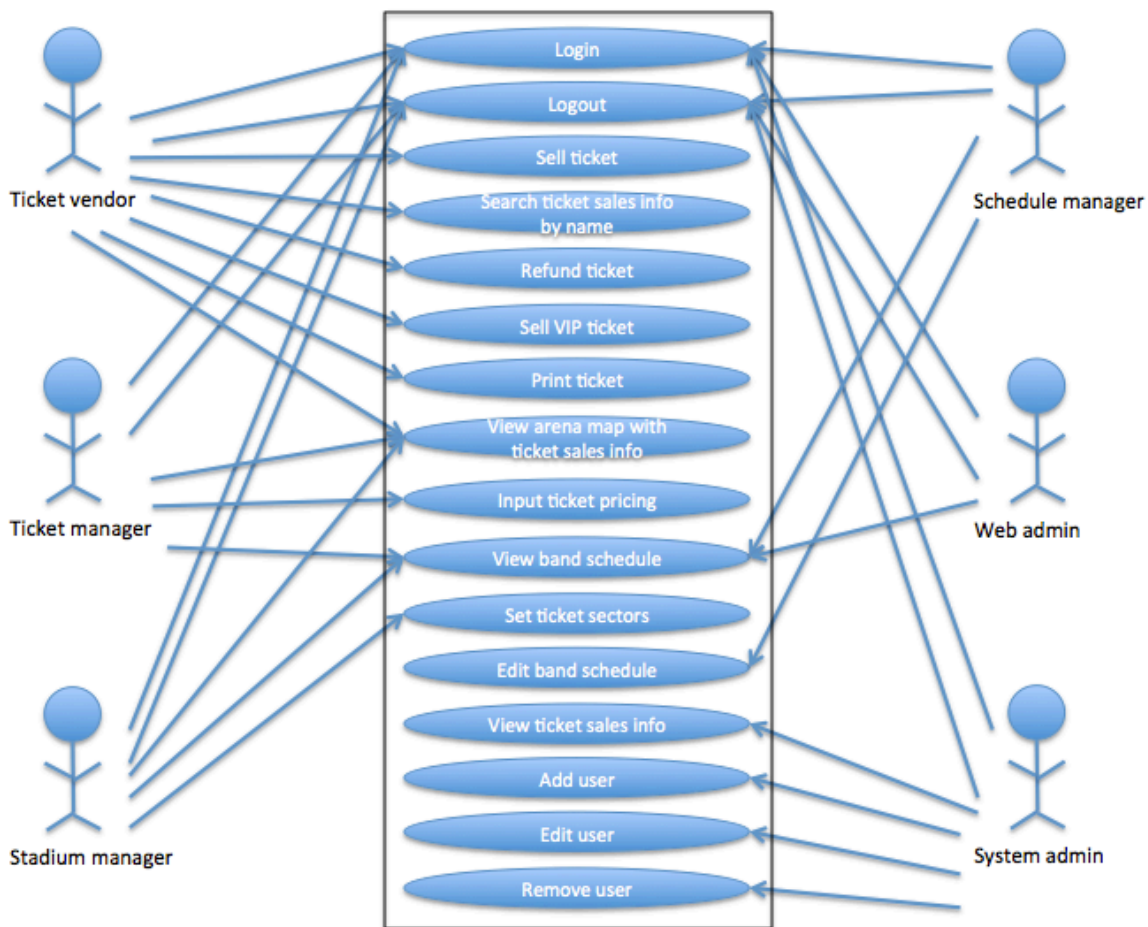 Login
Logout
Sell ticket
Ticket vendor
Search ticket sales info
by name
Schedule manager
Refund ticket
Sell VIP ticket
Print ticket
View arena map with
ticket sales info
Input ticket pricing
Ticket manager
Web admin
View band schedule
Set ticket sectors
Edit band schedule
View ticket sales info
Add user
Edit user
Stadium manager
System admin
Remove user